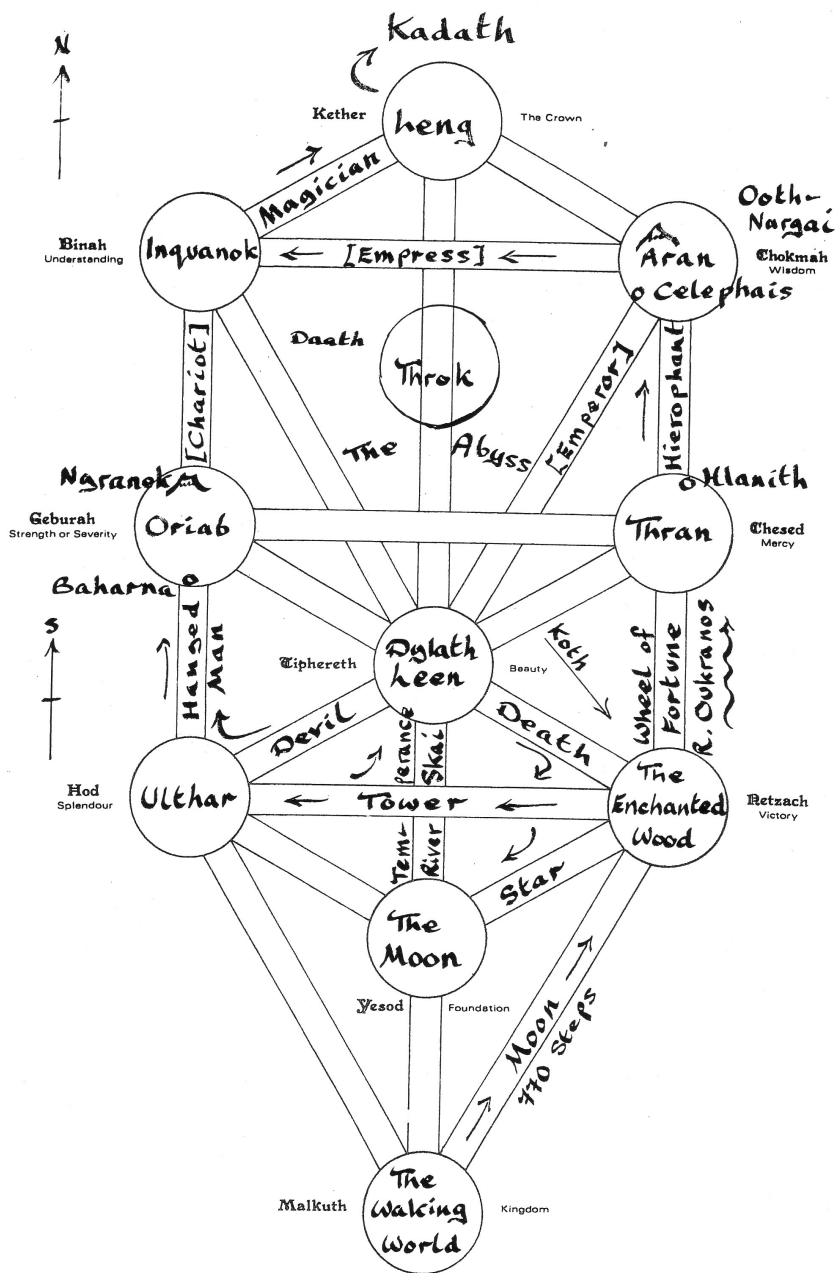 Kadath
N
Kether
Leng
The Crown
Magician
Ooth-
Nargai
Binah
Understanding
Inquanok
[Empress]
Aran
Celephais
Chokmah
Wisdom
Daath
Throk
[Chariot]
The Abyss
[Emperor]
Hierophant
Ngranek
Hlanith
Geburah
Strength or Severity
Oriab
Thran
Chesed
Mercy
Baharna
S
Hanged
Man
Tiphereth
Dylath
Leen
Beauty
Koth
Wheel of
Fortune
R. Oukranos
Devil
Death
Hod
Splendour
Ulthar
Tower
The
Enchanted
Wood
Netzach
Victory
Tem-
perance
River Skai
Star
The
Moon
Yesod
Foundation
Moon
770 Steps
Malkuth
The
Waking
World
Kingdom